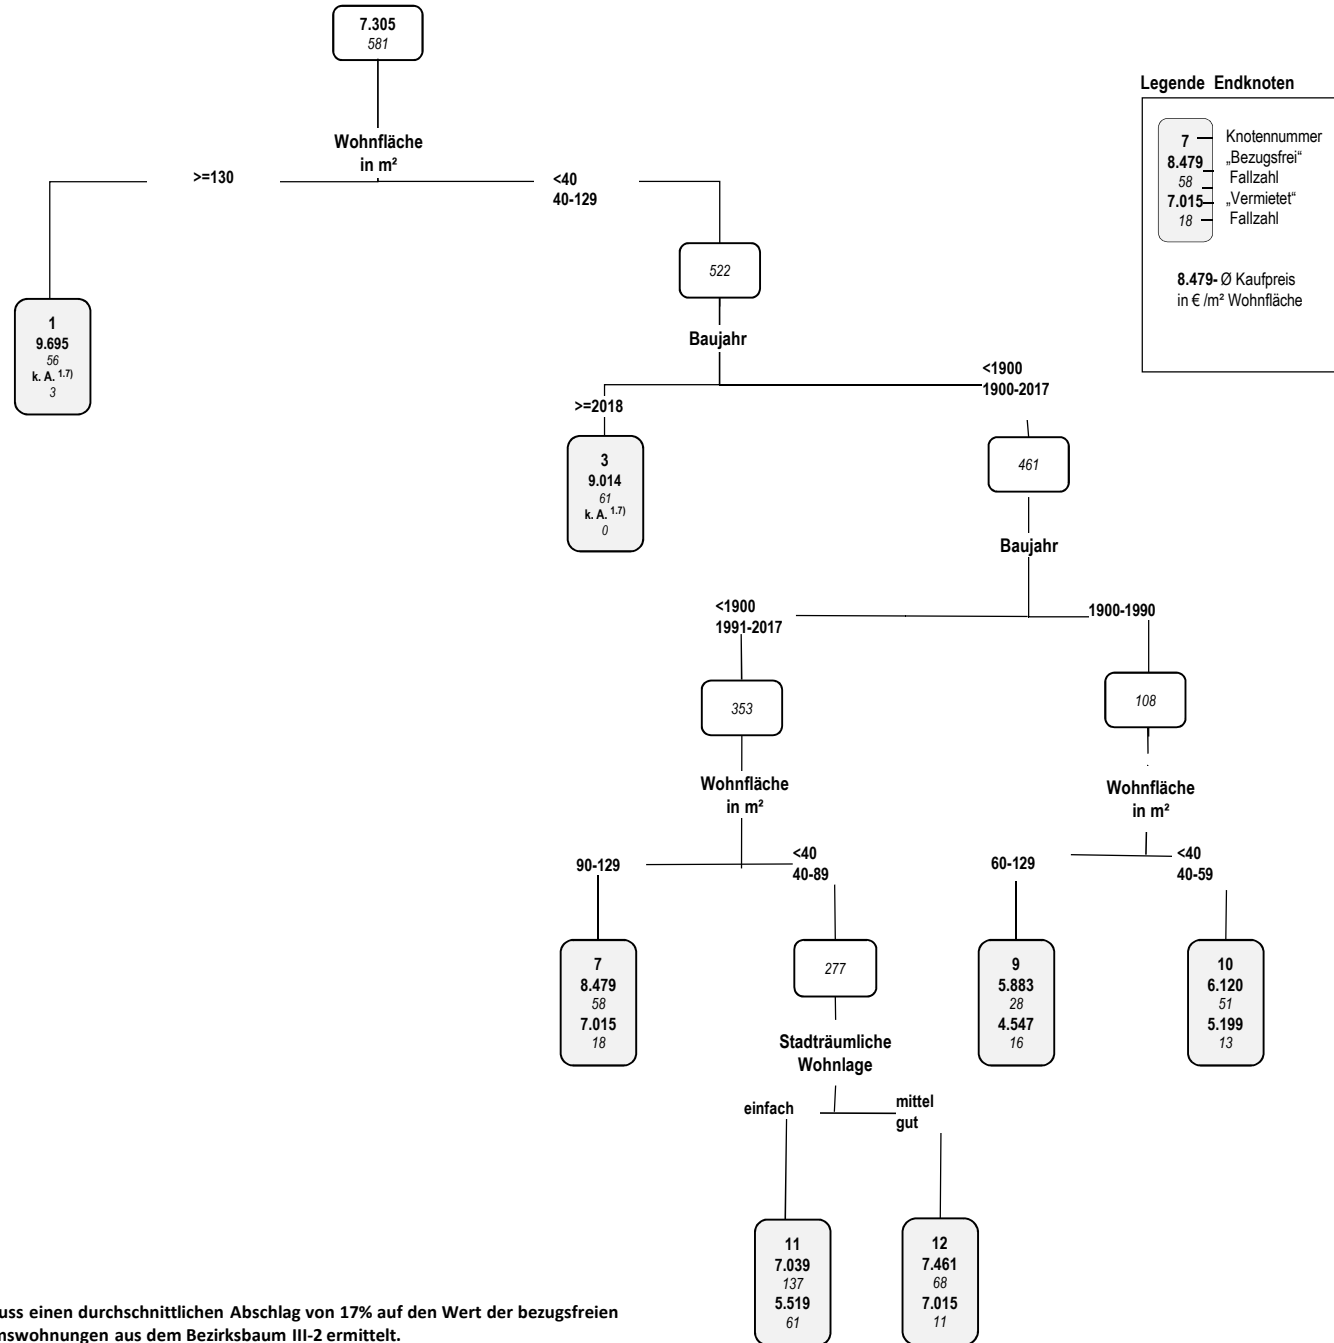 7.305
581
Legende Endknoten
7
8.479
58
7.015
18
Knotennummer
„Bezugsfrei“
Fallzahl
„Vermietet“
Fallzahl
8.479- Ø Kaufpreis
in € /m² Wohnfläche
Wohnfläche
in m²
>=130
<40
40-129
522
1
9.695
56
k. A. 1.7)
3
Baujahr
<1900
1900-2017
>=2018
3
9.014
61
k. A. 1.7)
0
461
Baujahr
<1900
1991-2017
1900-1990
353
108
Wohnfläche
in m²
Wohnfläche
in m²
90-129
<40
40-89
60-129
<40
40-59
7
8.479
58
7.015
18
277
9
5.883
28
4.547
16
10
6.120
51
5.199
13
Stadträumliche
Wohnlage
einfach
mittel
gut
11
7.039
137
5.519
61
12
7.461
68
7.015
11
uss einen durchschnittlichen Abschlag von 17% auf den Wert der bezugsfreien
nswohnungen aus dem Bezirksbaum III-2 ermittelt.